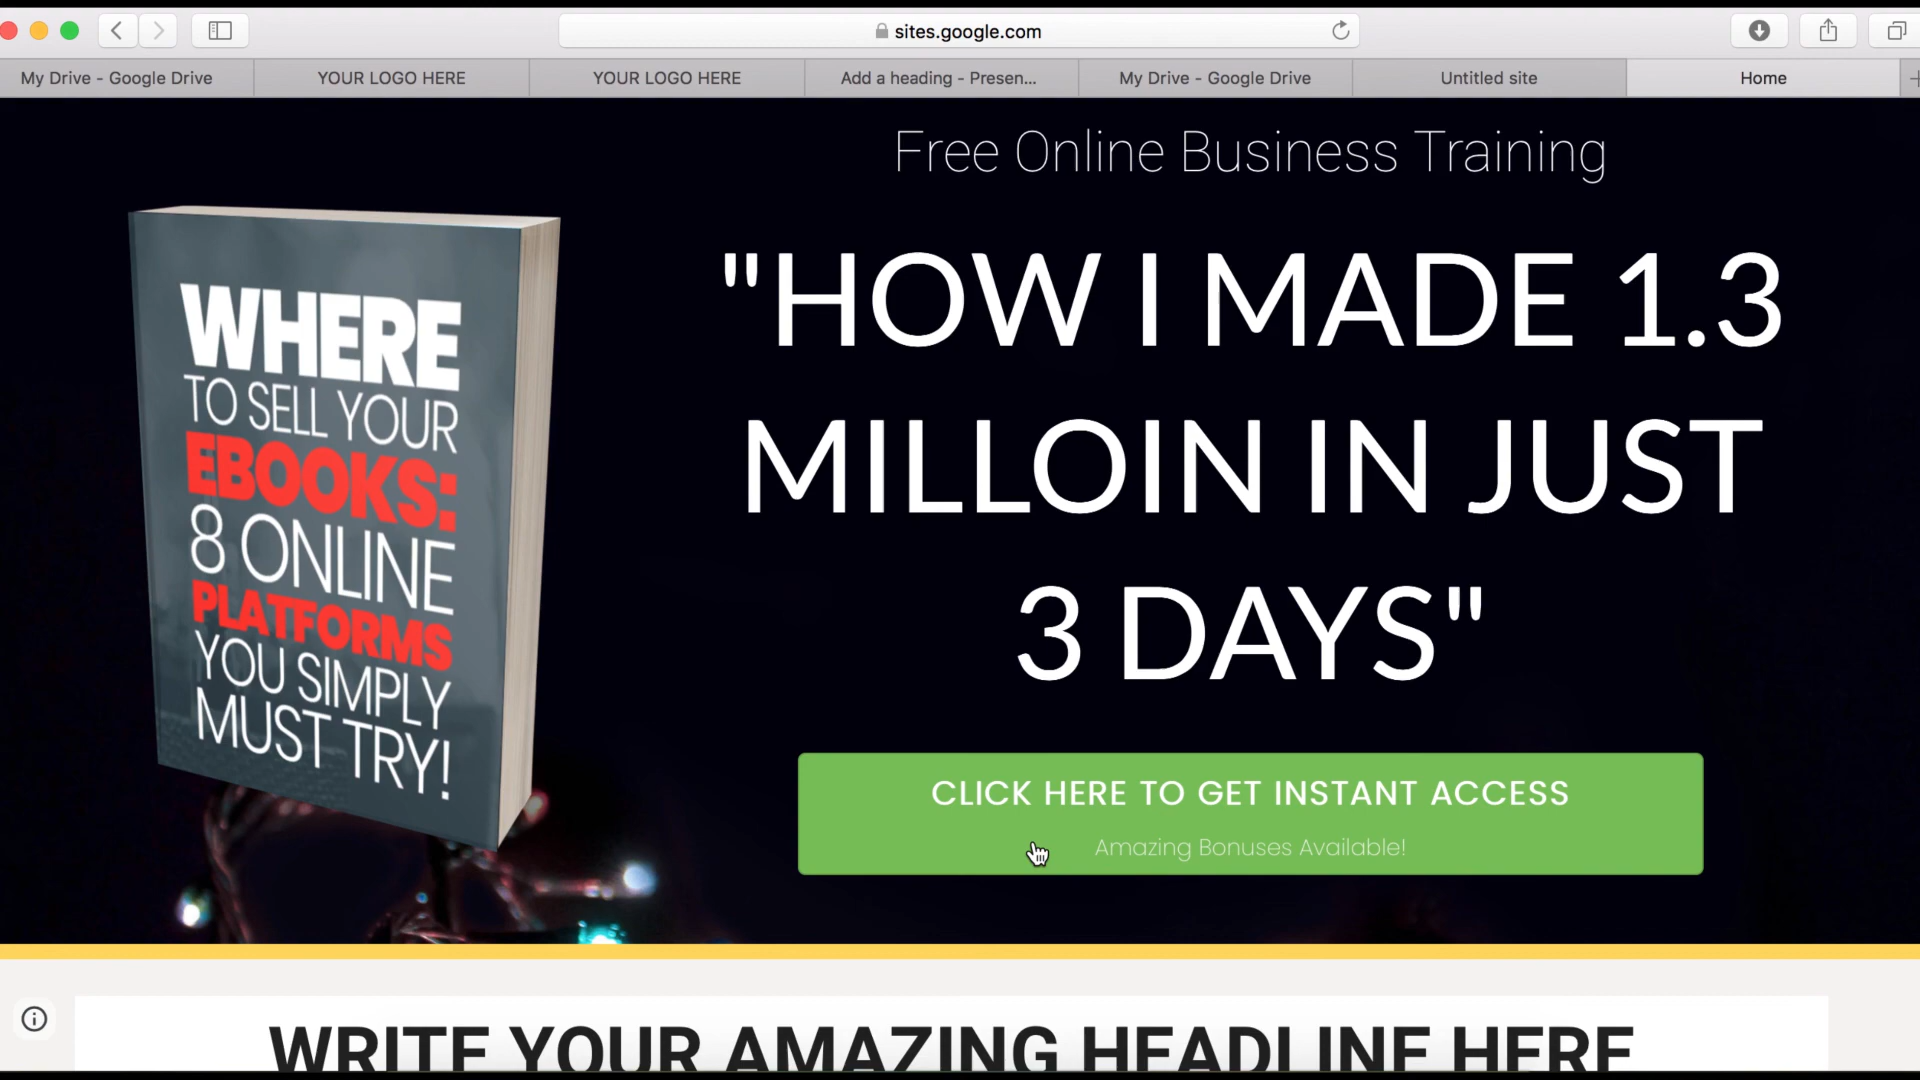 sites.google.com
My Drive - Google Drive
YOUR LOGO HERE
YOUR LOGO HERE
Add a heading - Presen...
My Drive - Google Drive
Untitled site
Home
Free Online Business Training
"HOW I MADE 1.3
MILLOIN IN JUST
3 DAYS"
WHERE
TO SELL YOUR
EBOOKS:
8 ONLINE
PLATFORMS
YOU SIMPLY
MUST TRY!
CLICK HERE TO GET INSTANT ACCESS
Amazing Bonuses Available!
WRITE YOUR AMAZING HEADLINE HERE